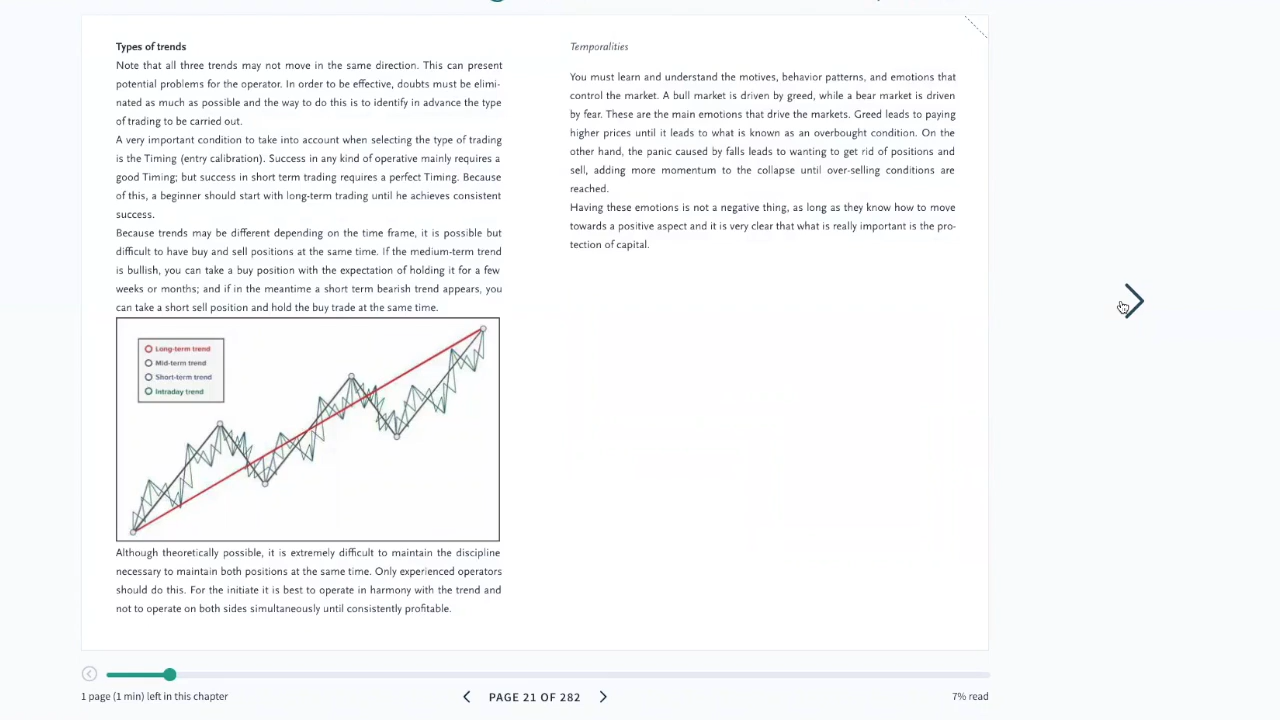 Types of trends
Note that all three trends may not move in the same direction. This can present
potential problems for the operator. In order to be effective, doubts must be elimi-
nated as much as possible and the way to do this is to identify in advance the type
of trading to be carried out.
A very important condition to take into account when selecting the type of trading
is the Timing (entry calibration). Success in any kind of operative mainly requires a
good Timing; but success in short term trading requires a perfect Timing. Because
of this, a beginner should start with long-term trading until he achieves consistent
success.
Because trends may be different depending on the time frame, it is possible but
difficult to have buy and sell positions at the same time. If the medium-term trend
is bullish, you can take a buy position with the expectation of holding it for a few
weeks or months; and if in the meantime a short term bearish trend appears, you
can take a short sell position and hold the buy trade at the same time.
Long-term trend
Mid-term trend
Short-term trend
Intraday trend
Although theoretically possible, it is extremely difficult to maintain the discipline
necessary to maintain both positions at the same time. Only experienced operators
should do this. For the initiate it is best to operate in harmony with the trend and
not to operate on both sides simultaneously until consistently profitable.
Temporalities
You must learn and understand the motives, behavior patterns, and emotions that
control the market. A bull market is driven by greed, while a bear market is driven
by fear. These are the main emotions that drive the markets. Greed leads to paying
higher prices until it leads to what is known as an overbought condition. On the
other hand, the panic caused by falls leads to wanting to get rid of positions and
sell, adding more momentum to the collapse until over-selling conditions are
reached.
Having these emotions is not a negative thing, as long as they know how to move
towards a positive aspect and it is very clear that what is really important is the pro-
tection of capital.
1 page (1 min) left in this chapter
PAGE 21 OF 282
7% read